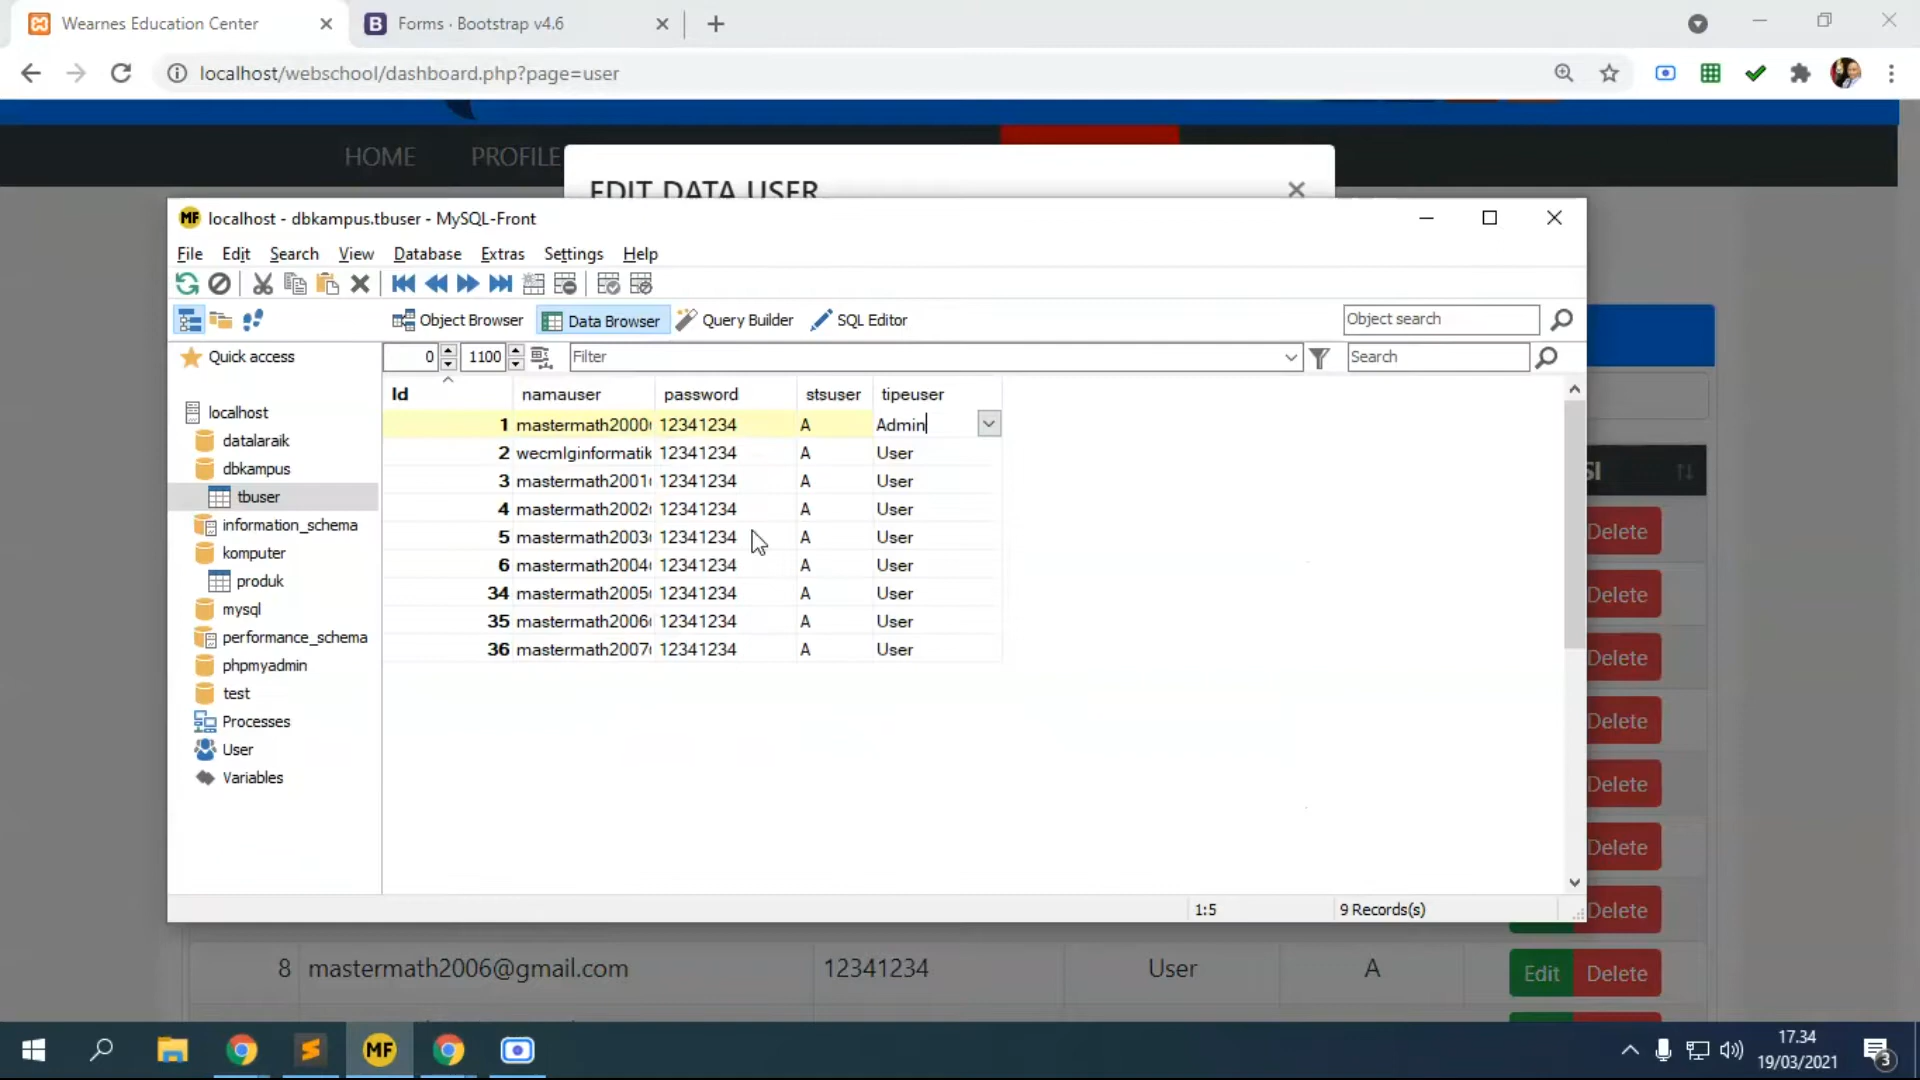 Wearnes Education Center
Forms · Bootstrap v4.6
localhost/webschool/dashboard.php?page=user
HOME PROFILE
EDIT DATA USER
localhost - dbkampus.tbuser - MySQL-Front
File Edit Search View Database Extras Settings Help
Object Browser Data Browser Query Builder SQL Editor Object search
Quick access
0 1100 Filter Search
Id namauser password stsuser tipeuser
1 mastermath2000 12341234 A Admin
2 wecmlginformatik 12341234 A User
3 mastermath2001 12341234 A User
4 mastermath2002 12341234 A User
5 mastermath2003 12341234 A User
6 mastermath2004 12341234 A User
34 mastermath2005 12341234 A User
35 mastermath2006 12341234 A User
36 mastermath2007 12341234 A User
localhost
datalaraik
dbkampus
tbuser
information_schema
komputer
produk
mysql
performance_schema
phpmyadmin
test
Processes
User
Variables
1:5 9 Records(s)
SI
Delete
Delete
Delete
Delete
Delete
Delete
Delete
8 mastermath2006@gmail.com 12341234 User A Edit Delete
MF
17.34
19/03/2021
3